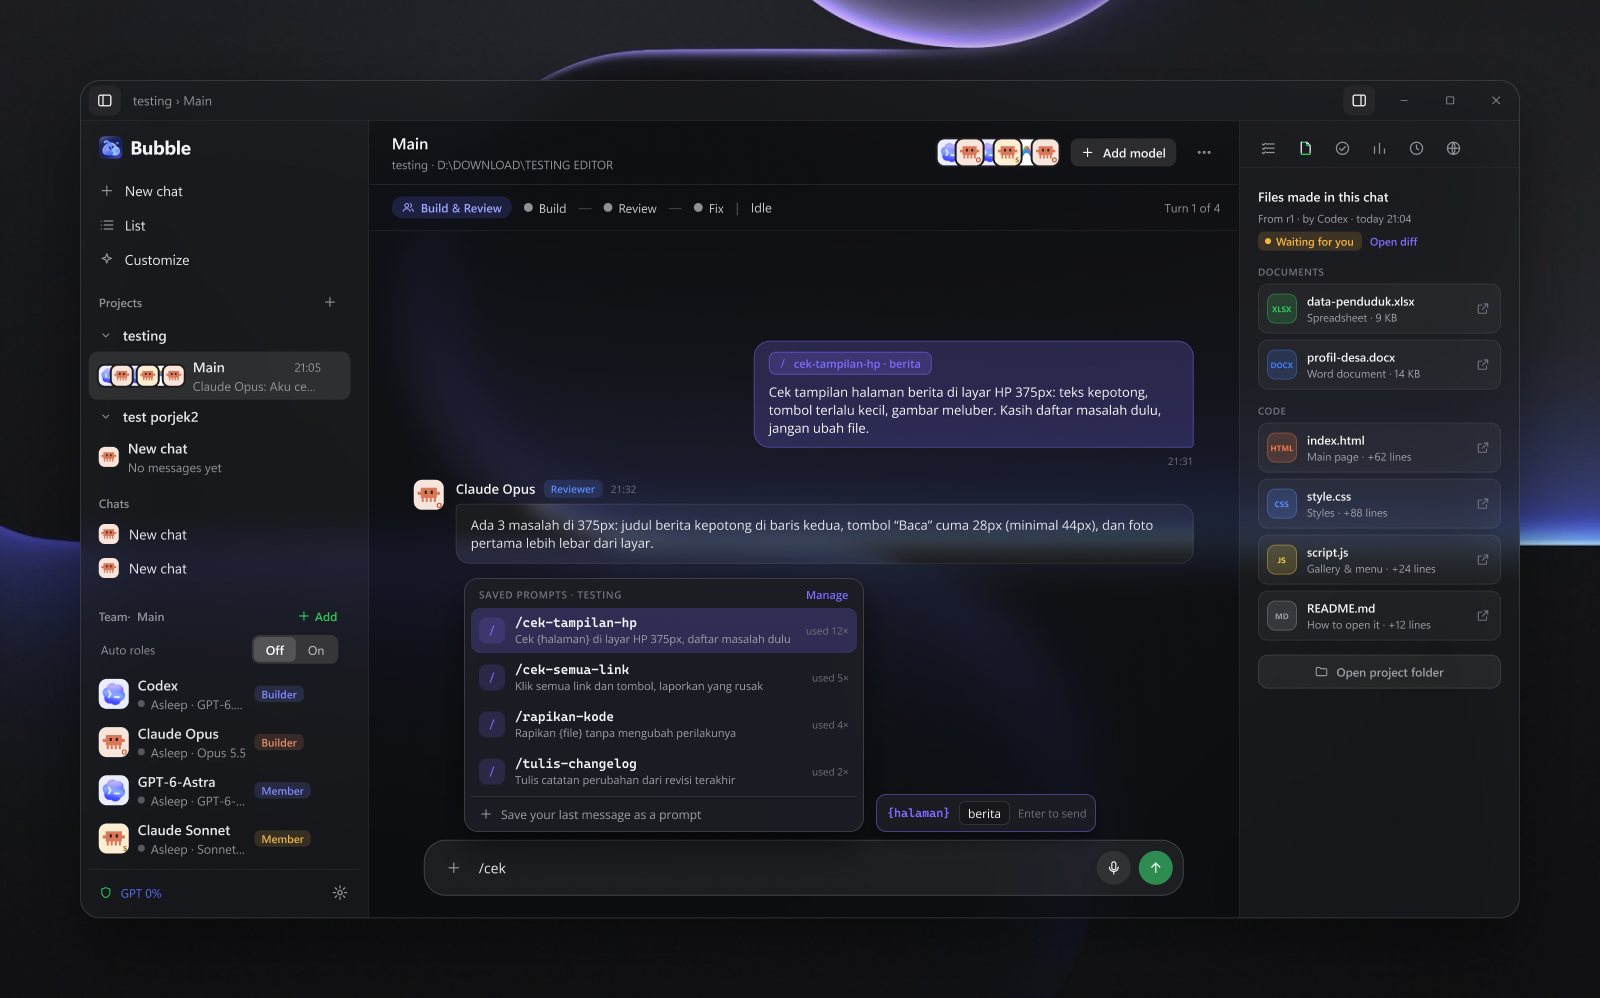 testing › Main
Bubble
New chat
List
Customize
Projects
testing
Main 21:05
Claude Opus: Aku ce...
test porjek2
New chat
No messages yet
Chats
New chat
New chat
Team· Main + Add
Auto roles Off On
Codex
Asleep · GPT-6.... Builder
Claude Opus
Asleep · Opus 5.5 Builder
GPT-6-Astra
Asleep · GPT-6-... Member
Claude Sonnet
Asleep · Sonnet... Member
GPT 0%
Main
testing · D:\DOWNLOAD\TESTING EDITOR
+ Add model
Build & Review Build — Review — Fix | Idle
Turn 1 of 4
/ cek-tampilan-hp · berita
Cek tampilan halaman berita di layar HP 375px: teks kepotong,
tombol terlalu kecil, gambar meluber. Kasih daftar masalah dulu,
jangan ubah file.
21:31
Claude Opus Reviewer 21:32
Ada 3 masalah di 375px: judul berita kepotong di baris kedua, tombol “Baca” cuma 28px (minimal 44px), dan foto
pertama lebih lebar dari layar.
SAVED PROMPTS · TESTING Manage
/ /cek-tampilan-hp
Cek {halaman} di layar HP 375px, daftar masalah dulu used 12×
/ /cek-semua-link
Klik semua link dan tombol, laporkan yang rusak used 5×
/ /rapikan-kode
Rapikan {file} tanpa mengubah perilakunya used 4×
/ /tulis-changelog
Tulis catatan perubahan dari revisi terakhir used 2×
+ Save your last message as a prompt
{halaman} berita Enter to send
+ /cek
Files made in this chat
From r1 · by Codex · today 21:04
Waiting for you Open diff
DOCUMENTS
XLSX data-penduduk.xlsx
Spreadsheet · 9 KB
DOCX profil-desa.docx
Word document · 14 KB
CODE
HTML index.html
Main page · +62 lines
CSS style.css
Styles · +88 lines
JS script.js
Gallery & menu · +24 lines
MD README.md
How to open it · +12 lines
Open project folder